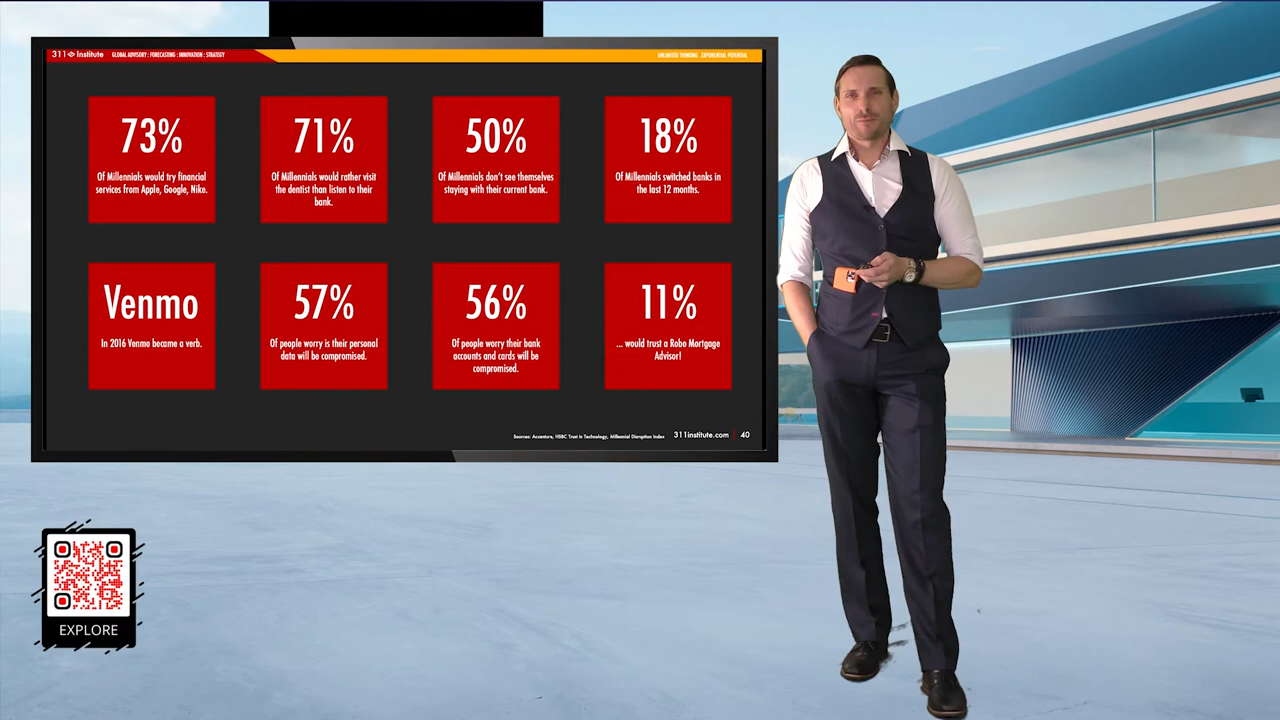 311 Institute GLOBAL ADVISORY : FORECASTING : INNOVATION : STRATEGY
UNLIMITED THINKING . EXPONENTIAL POTENTIAL
73%
Of Millennials would try financial
services from Apple, Google, Nike.
71%
Of Millennials would rather visit
the dentist than listen to their
bank.
50%
Of Millennials don't see themselves
staying with their current bank.
18%
Of Millennials switched banks in
the last 12 months.
Venmo
In 2016 Venmo became a verb.
57%
Of people worry is their personal
data will be compromised.
56%
Of people worry their bank
accounts and cards will be
compromised.
11%
... would trust a Robo Mortgage
Advisor!
Sources: Accenture, HSBC Trust in Technology, Millennial Disruption Index 311institute.com 40
EXPLORE